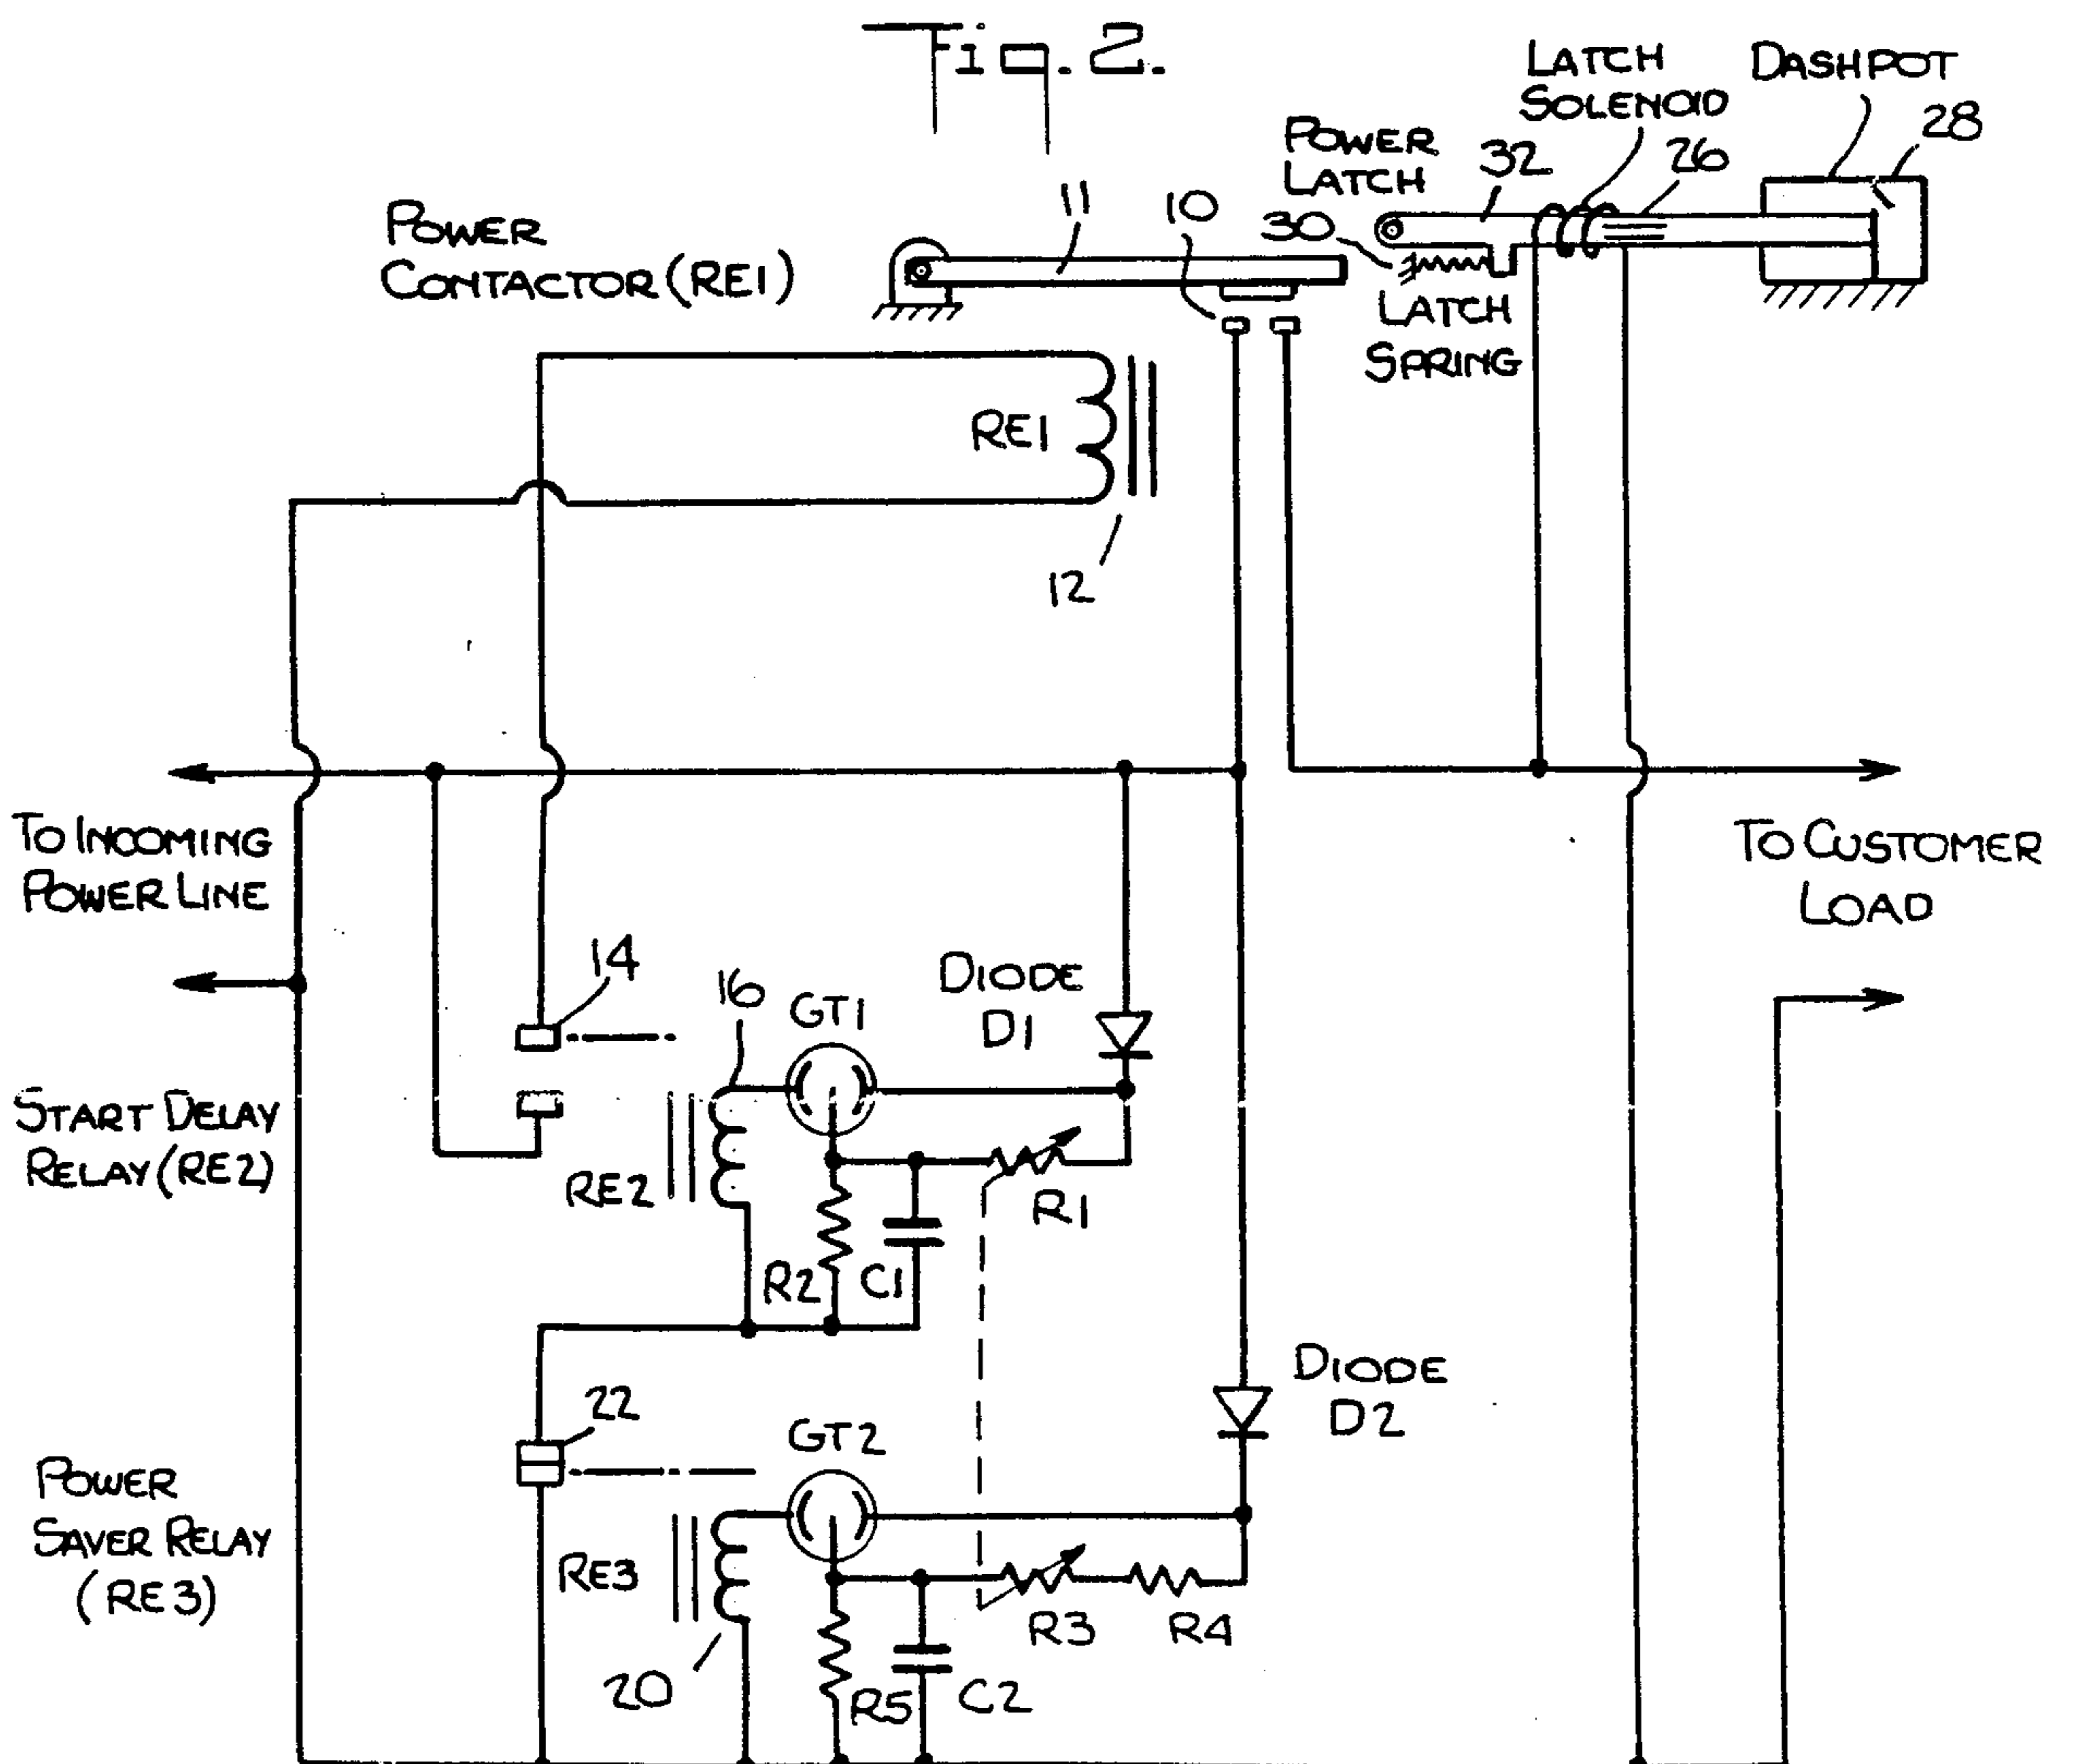 Fig. 2.
LATCH
SOLENOID
DASHPOT
28
POWER
LATCH
32
26
30
11
10
POWER
CONTACTOR (RE1)
LATCH
SPRING
RE1
12
TO INCOMING
POWER LINE
TO CUSTOMER
LOAD
14
16
GT1
DIODE
D1
START DELAY
RELAY (RE2)
RE2
R1
R2
C1
DIODE
D2
22
GT2
POWER
SAVER RELAY
(RE3)
RE3
R3
R4
20
R5
C2